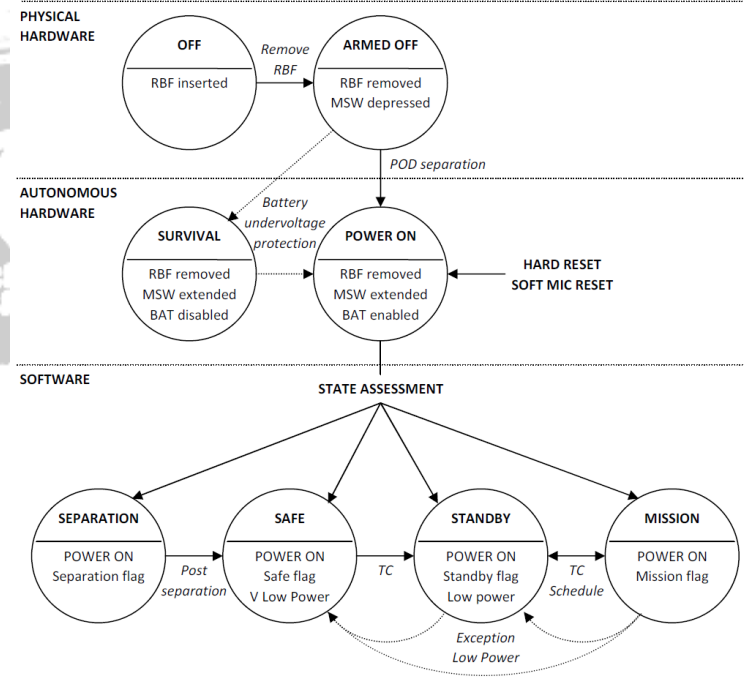 PHYSICAL
HARDWARE
OFF
RBF inserted
Remove
RBF
ARMED OFF
RBF removed
MSW depressed
POD separation
AUTONOMOUS
HARDWARE
Battery
undervoltage
protection
SURVIVAL
RBF removed
MSW extended
BAT disabled
POWER ON
RBF removed
MSW extended
BAT enabled
HARD RESET
SOFT MIC RESET
SOFTWARE
STATE ASSESSMENT
SEPARATION
POWER ON
Separation flag
Post
separation
SAFE
POWER ON
Safe flag
V Low Power
TC
STANDBY
POWER ON
Standby flag
Low power
TC
Schedule
MISSION
POWER ON
Mission flag
Exception
Low Power